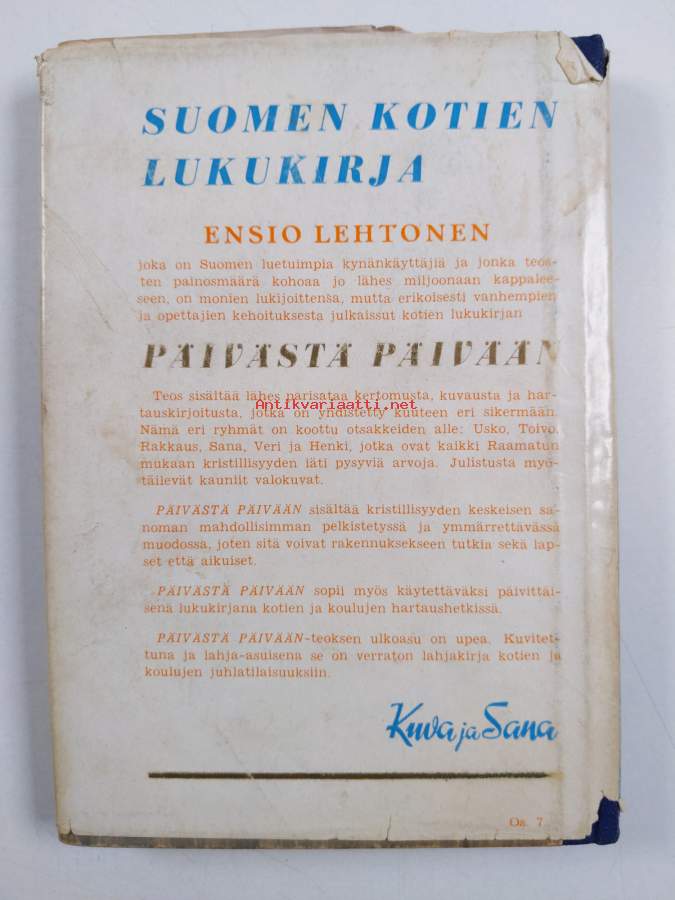 SUOMEN KOTIEN
LUKUKIRJA
ENSIO LEHTONEN
joka on Suomen luetuimpia kynänkäyttäjiä ja jonka teos-
ten painosmäärä kohoaa jo lähes miljoonaan kappalee-
seen, on monien lukijoittensa, mutta erikoisesti vanhempien
ja opettajien kehoituksesta julkaissut kotien lukukirjan
PÄIVÄSTÄ PÄIVÄÄN
Teos sisältää lähes parisataa kertomusta, kuvausta ja har-
Antikvariaatti.net
tauskirjoitusta, jotka on yhdistetty kuuteen eri sikermään.
Nämä eri ryhmät on koottu otsakkeiden alle: Usko, Toivo,
Rakkaus, Sana, Veri ja Henki, jotka ovat kaikki Raamatun
mukaan kristillisyyden iäti pysyviä arvoja. Julistusta myö-
täilevät kauniit valokuvat.
PÄIVÄSTÄ PÄIVÄÄN sisältää kristillisyyden keskeisen sa-
noman mahdollisimman pelkistetyssä ja ymmärrettävässä
muodossa, joten sitä voivat rakennuksekseen tutkia sekä lap-
set että aikuiset.
PÄIVÄSTÄ PÄIVÄÄN sopii myös käytettäväksi päivittäi-
senä lukukirjana kotien ja koulujen hartaushetkissä.
PÄIVÄSTÄ PÄIVÄÄN-teoksen ulkoasu on upea. Kuvitet-
tuna ja lahja-asuisena se on verraton lahjakirja kotien ja
koulujen juhlatilaisuuksiin.
Kuva ja Sana
Oa. 7